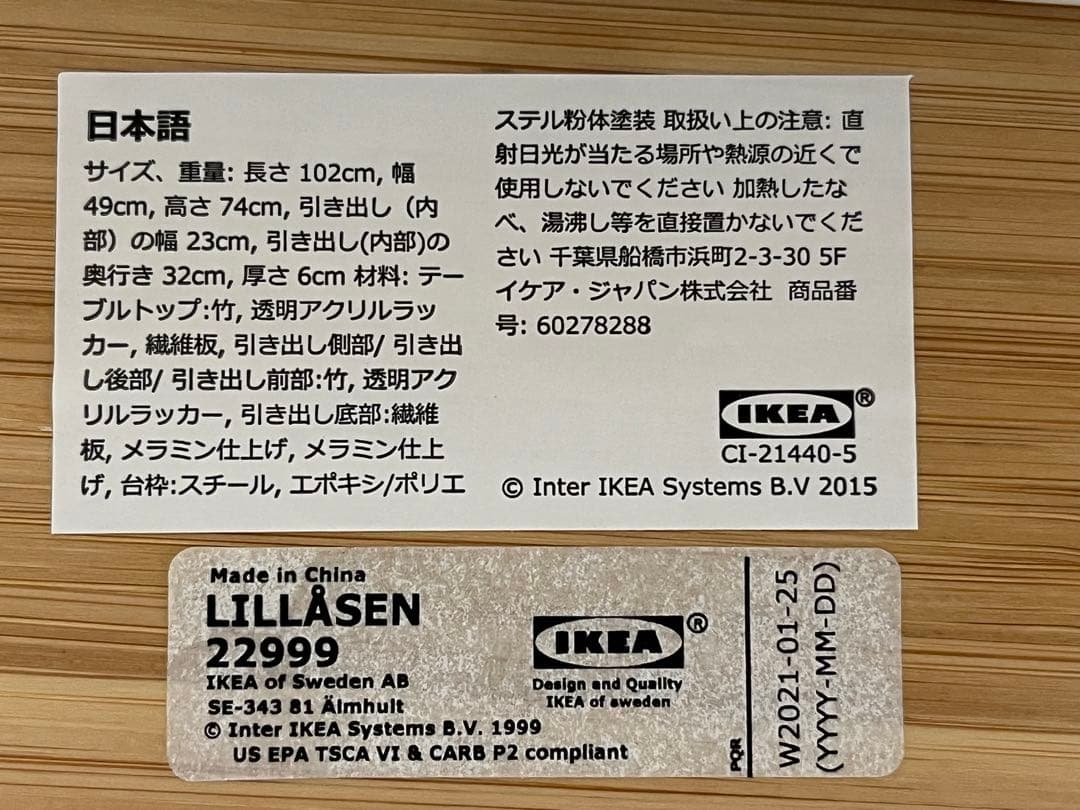 日本語
サイズ、重量: 長さ 102cm, 幅
49cm, 高さ 74cm, 引き出し（内
部）の幅 23cm, 引き出し(内部)の
奥行き 32cm, 厚さ 6cm 材料: テー
ブルトップ:竹, 透明アクリルラッ
カー, 繊維板, 引き出し側部/ 引き出
し後部/ 引き出し前部:竹, 透明アク
リルラッカー, 引き出し底部:繊維
板, メラミン仕上げ, メラミン仕上
げ, 台枠:スチール, エポキシ/ポリエ
ステル粉体塗装 取扱い上の注意: 直
射日光が当たる場所や熱源の近くで
使用しないでください 加熱したな
べ、湯沸し等を直接置かないでくだ
さい 千葉県船橋市浜町2-3-30 5F
イケア・ジャパン株式会社 商品番
号: 60278288
IKEA®
CI-21440-5
© Inter IKEA Systems B.V 2015
Made in China
LILLÅSEN
22999
IKEA of Sweden AB
SE-343 81 Älmhult
© Inter IKEA Systems B.V. 1999
US EPA TSCA VI & CARB P2 compliant
IKEA®
Design and Quality
IKEA of sweden
PQR
W2021-01-25
(YYYY-MM-DD)